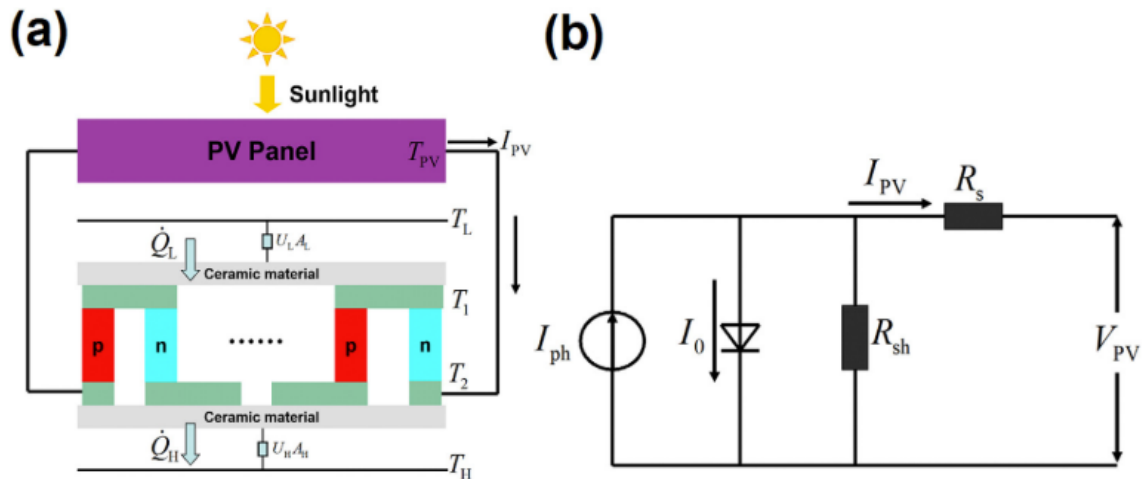 (a)
Sunlight
PV Panel
T_PV
I_PV
T_L
Q̇_L
U_L A_L
Ceramic material
T_1
p
n
......
p
n
T_2
Ceramic material
Q̇_H
U_H A_H
T_H
(b)
I_PV
R_s
I_ph
I_0
R_sh
V_PV